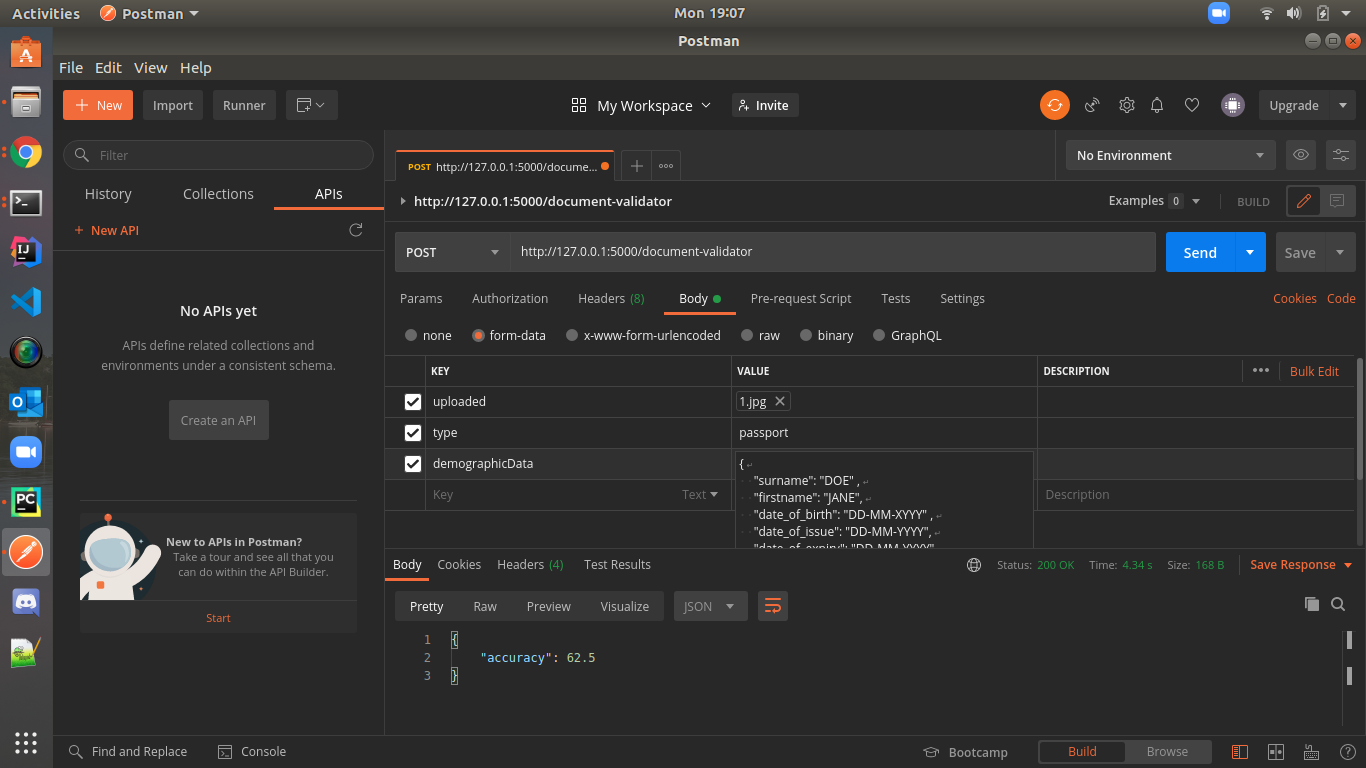 Activities
Postman
Mon 19:07
Postman
File Edit View Help
New
Import
Runner
My Workspace
Invite
Upgrade
Filter
History Collections APIs
+ New API
No APIs yet
APIs define related collections and
environments under a consistent schema.
Create an API
New to APIs in Postman?
Take a tour and see all that you
can do within the API Builder.
Start
POST http://127.0.0.1:5000/docume...
No Environment
http://127.0.0.1:5000/document-validator
Examples 0
BUILD
POST
http://127.0.0.1:5000/document-validator
Send
Save
Params Authorization Headers (8) Body Pre-request Script Tests Settings
Cookies Code
none form-data x-www-form-urlencoded raw binary GraphQL
KEY VALUE DESCRIPTION
Bulk Edit
uploaded 1.jpg
type passport
demographicData {
"surname": "DOE" ,
"firstname": "JANE",
"date_of_birth": "DD-MM-XYYY" ,
"date_of_issue": "DD-MM-YYYY",
"date_of_expiry": "DD-MM-YYYY"
Key Text Description
Body Cookies Headers (4) Test Results
Status: 200 OK Time: 4.34 s Size: 168 B
Save Response
Pretty Raw Preview Visualize JSON
1 {
2 "accuracy": 62.5
3 }
Find and Replace
Console
Bootcamp
Build Browse